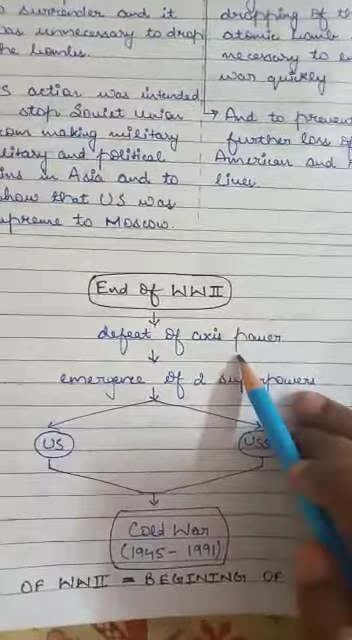 surrender and it
unnecessary to drop
the bombs.
action was intended
stop Soviet Union
from making military
military and political
in Asia and to
show that US was
supreme to Moscow.
dropping of
atomic bomb
necessary to
war quickly
→ And to prevent
further loss of
American and
lives
End of WWII
↓
defeat of axis power
↓
emergence of 2 superpowers
↓
US
USS
↓
Cold War
(1945 - 1991)
OF WWII = BEGINING OF